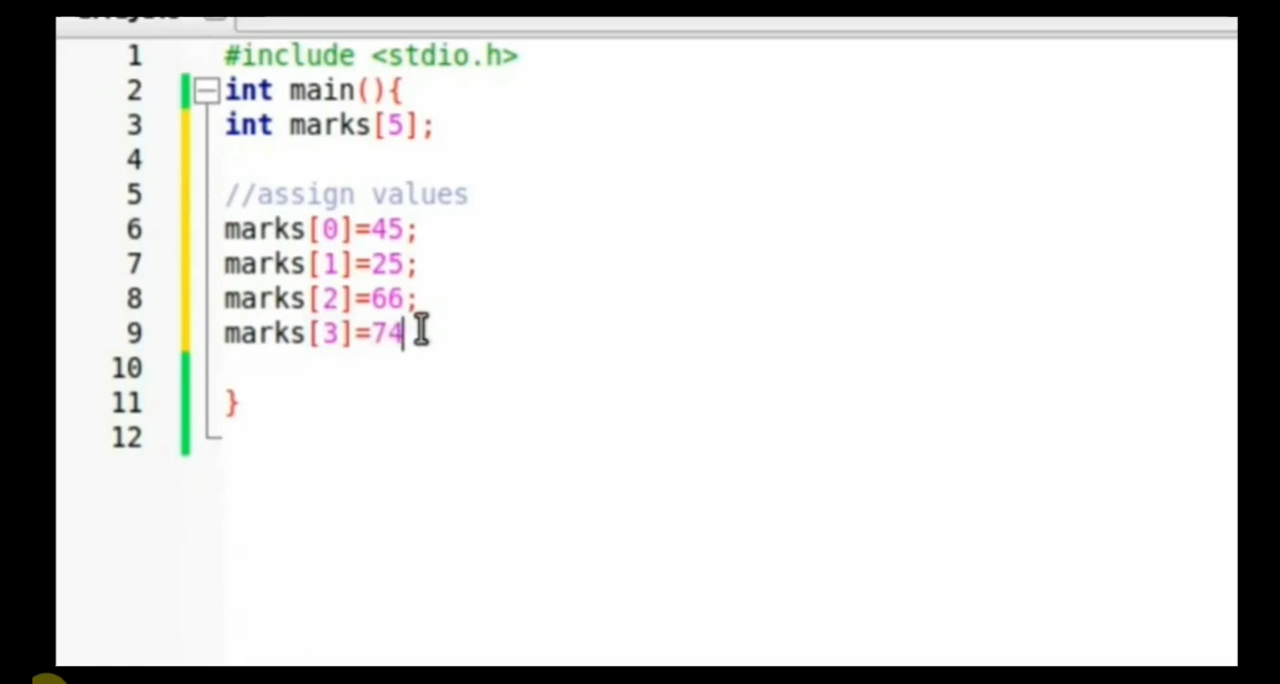 1 #include <stdio.h>
2 int main(){
3 int marks[5];
4
5 //assign values
6 marks[0]=45;
7 marks[1]=25;
8 marks[2]=66;
9 marks[3]=74
10
11 }
12